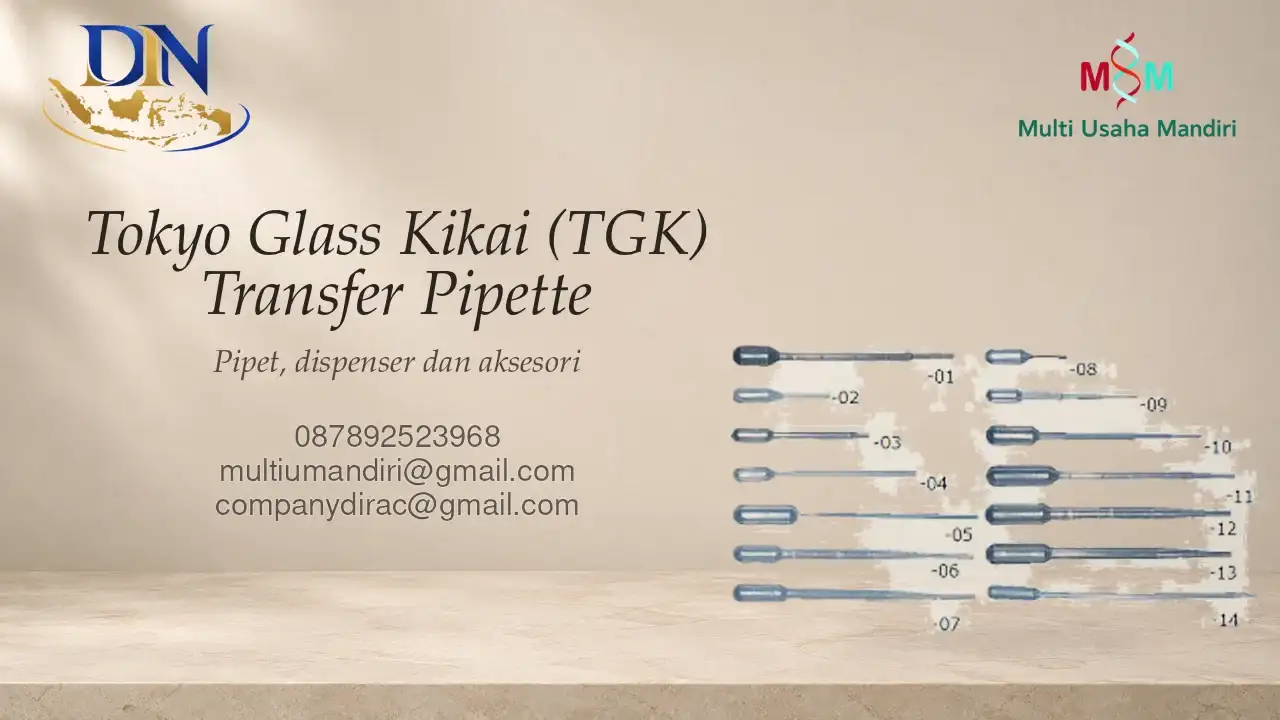 DIN
MSM
Multi Usaha Mandiri
Tokyo Glass Kikai (TGK)
Transfer Pipette
Pipet, dispenser dan aksesori
087892523968
multiumandiri@gmail.com
companydirac@gmail.com
-01
-02
-03
-04
-05
-06
-07
-08
-09
-10
-11
-12
-13
-14